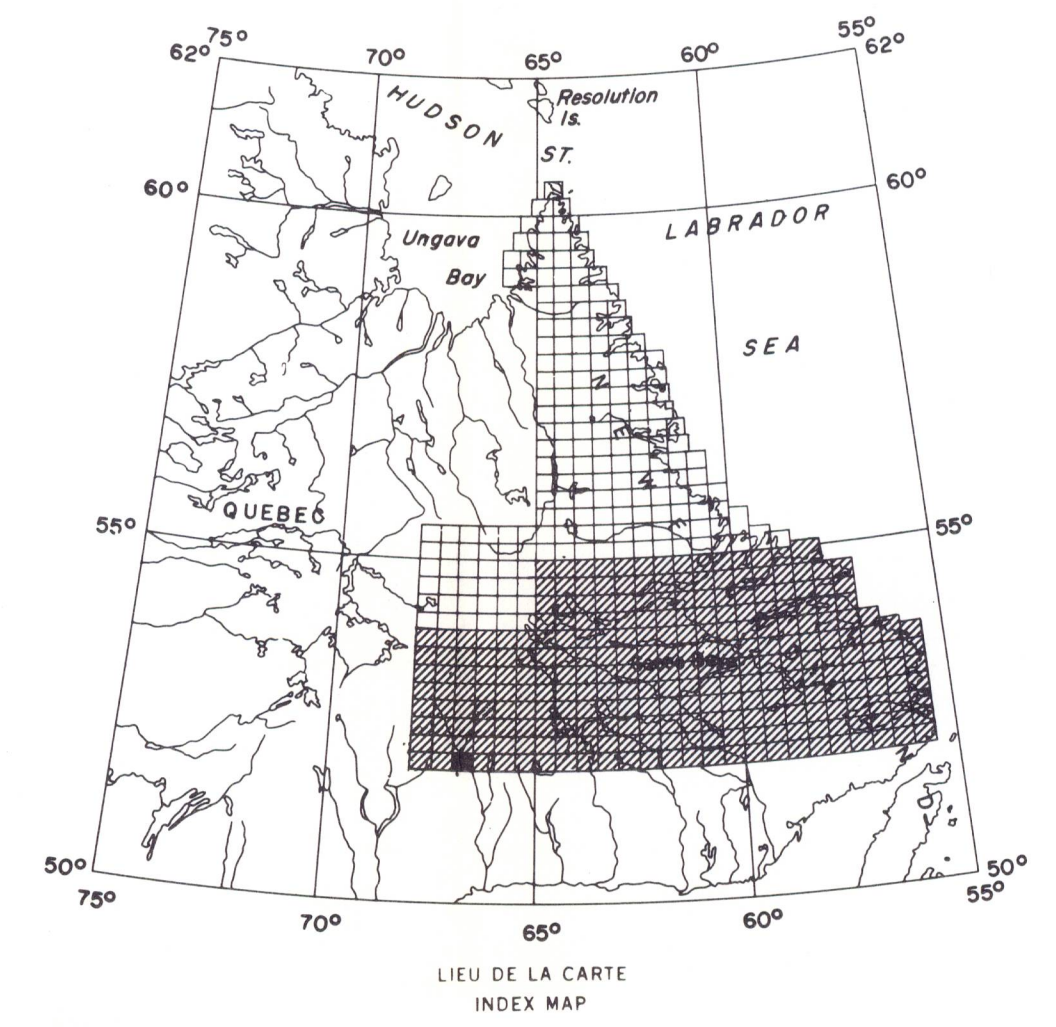 75° 70° 65° 60° 55°
62° 62°
HUDSON
Resolution
Is.
ST.
60° 60°
LABRADOR
Ungava
Bay
SEA
QUEBEC
55° 55°
50° 50°
75° 70° 65° 60° 55°
LIEU DE LA CARTE
INDEX MAP